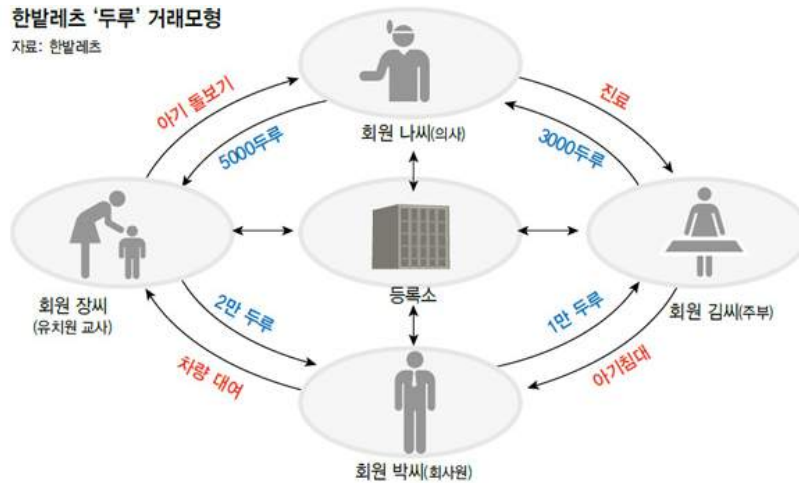 한밭레츠 '두루' 거래모형
자료: 한밭레츠
아기 돌보기
진료
회원 나씨(의사)
5000두루
3000두루
등록소
회원 장씨
(유치원 교사)
회원 김씨(주부)
2만 두루
1만 두루
차량 대여
아기침대
회원 박씨(회사원)